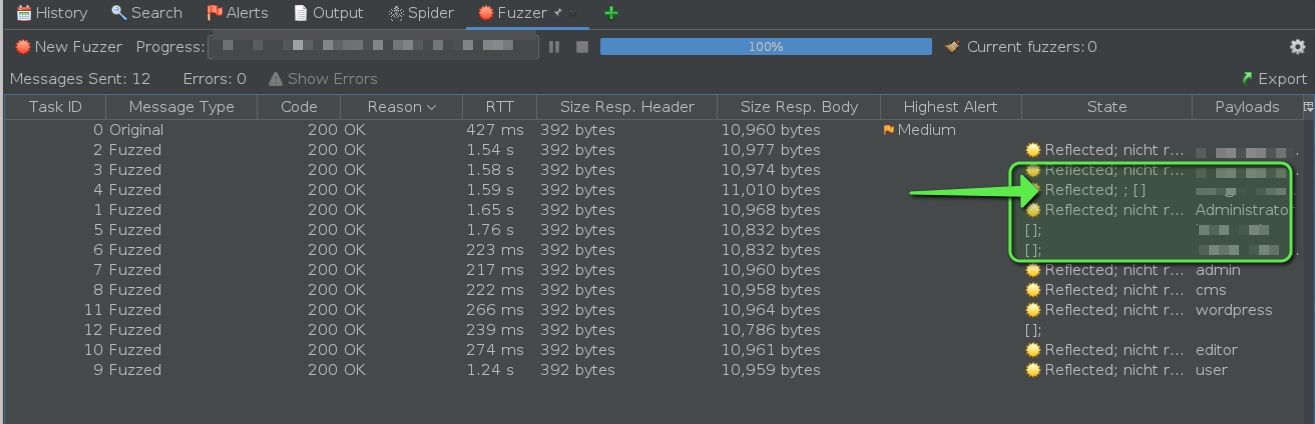 History Search Alerts Output Spider Fuzzer
New Fuzzer Progress: 100% Current fuzzers: 0
Messages Sent: 12 Errors: 0 Show Errors Export
Task ID Message Type Code Reason RTT Size Resp. Header Size Resp. Body Highest Alert State Payloads
0 Original 200 OK 427 ms 392 bytes 10,960 bytes Medium
2 Fuzzed 200 OK 1.54 s 392 bytes 10,977 bytes Reflected; nicht r...
3 Fuzzed 200 OK 1.58 s 392 bytes 10,974 bytes Reflected; nicht r...
4 Fuzzed 200 OK 1.59 s 392 bytes 11,010 bytes Reflected; ; []
1 Fuzzed 200 OK 1.65 s 392 bytes 10,968 bytes Reflected; nicht r... Administrator
5 Fuzzed 200 OK 1.76 s 392 bytes 10,832 bytes [];
6 Fuzzed 200 OK 223 ms 392 bytes 10,832 bytes [];
7 Fuzzed 200 OK 217 ms 392 bytes 10,960 bytes Reflected; nicht r... admin
8 Fuzzed 200 OK 222 ms 392 bytes 10,958 bytes Reflected; nicht r... cms
11 Fuzzed 200 OK 266 ms 392 bytes 10,964 bytes Reflected; nicht r... wordpress
12 Fuzzed 200 OK 239 ms 392 bytes 10,786 bytes [];
10 Fuzzed 200 OK 274 ms 392 bytes 10,961 bytes Reflected; nicht r... editor
9 Fuzzed 200 OK 1.24 s 392 bytes 10,959 bytes Reflected; nicht r... user